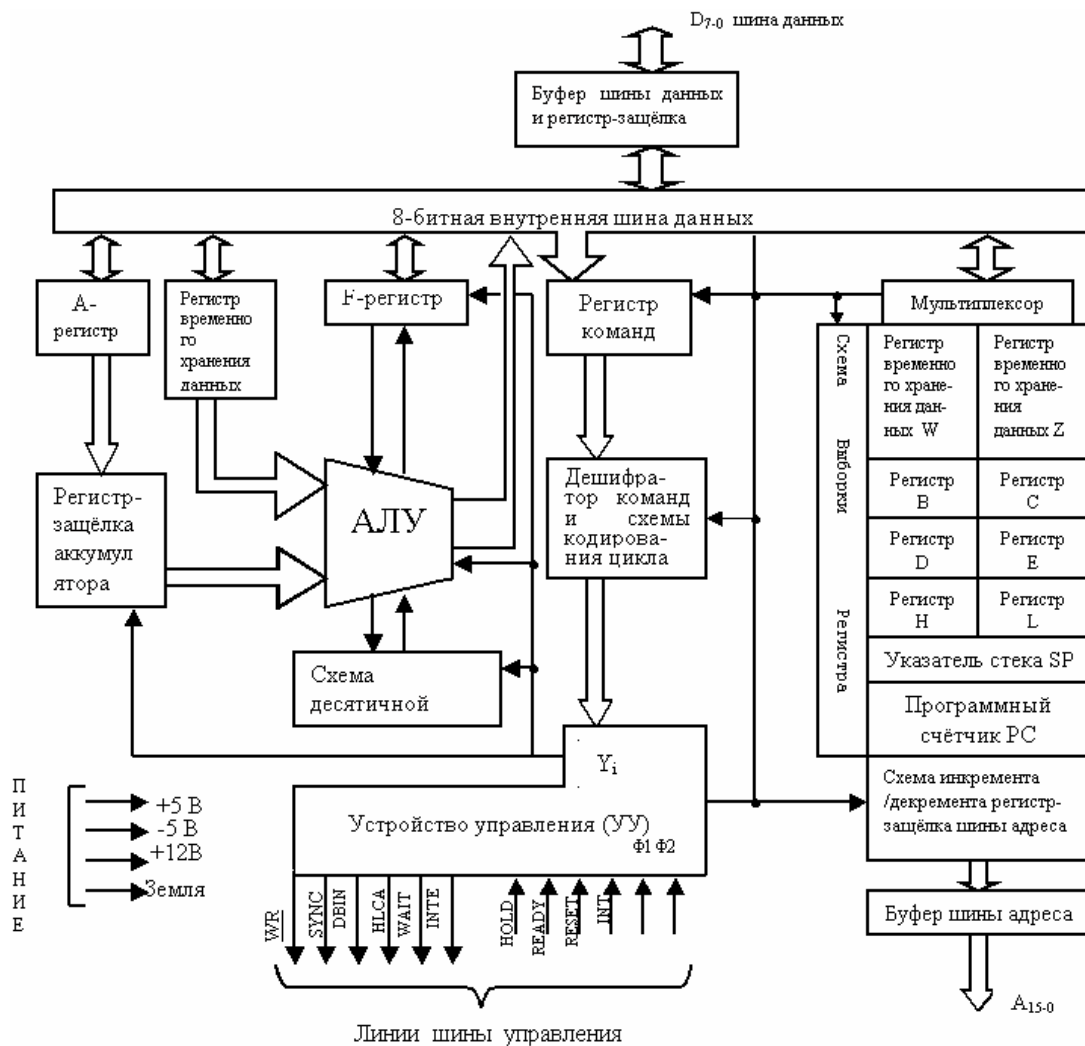 D7-0 шина данных
Буфер шины данных
и регистр-защёлка
8-битная внутренняя шина данных
А-
регистр
Регистр
временно
го
хранения
данных
F-регистр
Регистр
команд
Мультиплексор
Схема
Выборки
Регистра
Регистр
временно
го хране-
ния дан-
ных W
Регистр
временно
го хране-
ния
данных Z
Регистр
B
Регистр
C
Регистр
D
Регистр
E
Регистр
H
Регистр
L
Указатель стека SP
Программный
счётчик PC
Схема инкремента
/декремента регистр-
защёлка шины адреса
Буфер шины адреса
A15-0
Регистр-
защёлка
аккумул
ятора
АЛУ
Дешифра-
тор команд
и схемы
кодирова-
ния цикла
Схема
десятичной
Yi
Устройство управления (УУ)
Ф1 Ф2
ПИТАНИЕ
+5 В
-5 В
+12В
Земля
WR
SYNC
DBIN
HLCA
WAIT
INTE
HOLD
READY
RESET
INT
Линии шины управления